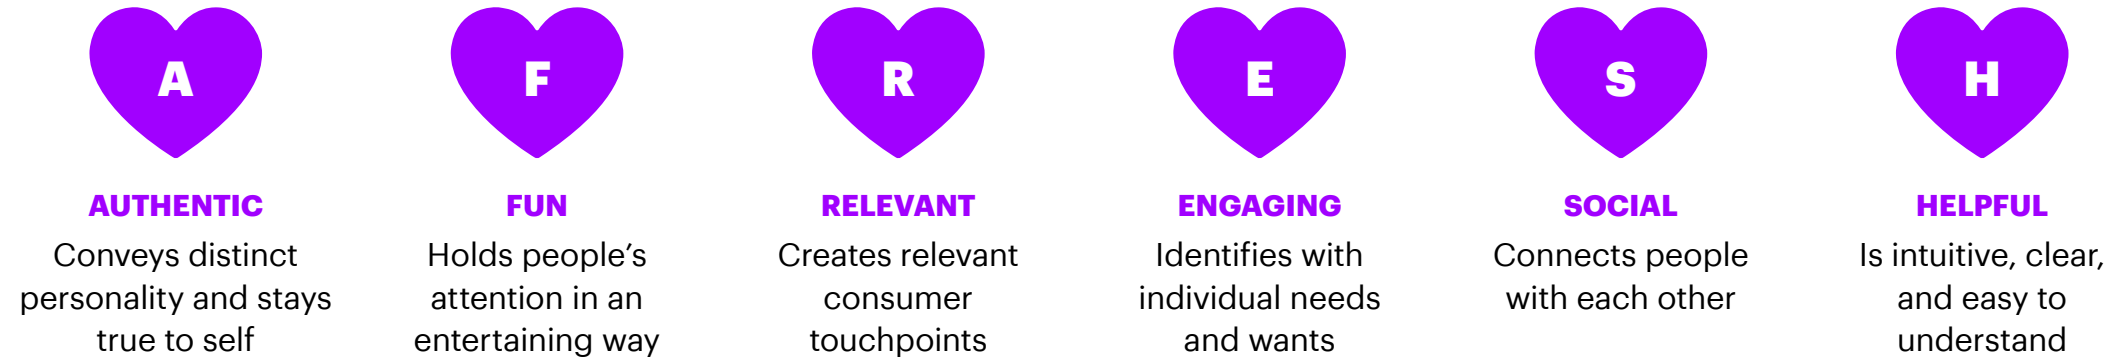 A
AUTHENTIC
Conveys distinct
personality and stays
true to self
F
FUN
Holds people's
attention in an
entertaining way
R
RELEVANT
Creates relevant
consumer
touchpoints
E
ENGAGING
Identifies with
individual needs
and wants
S
SOCIAL
Connects people
with each other
H
HELPFUL
Is intuitive, clear,
and easy to
understand